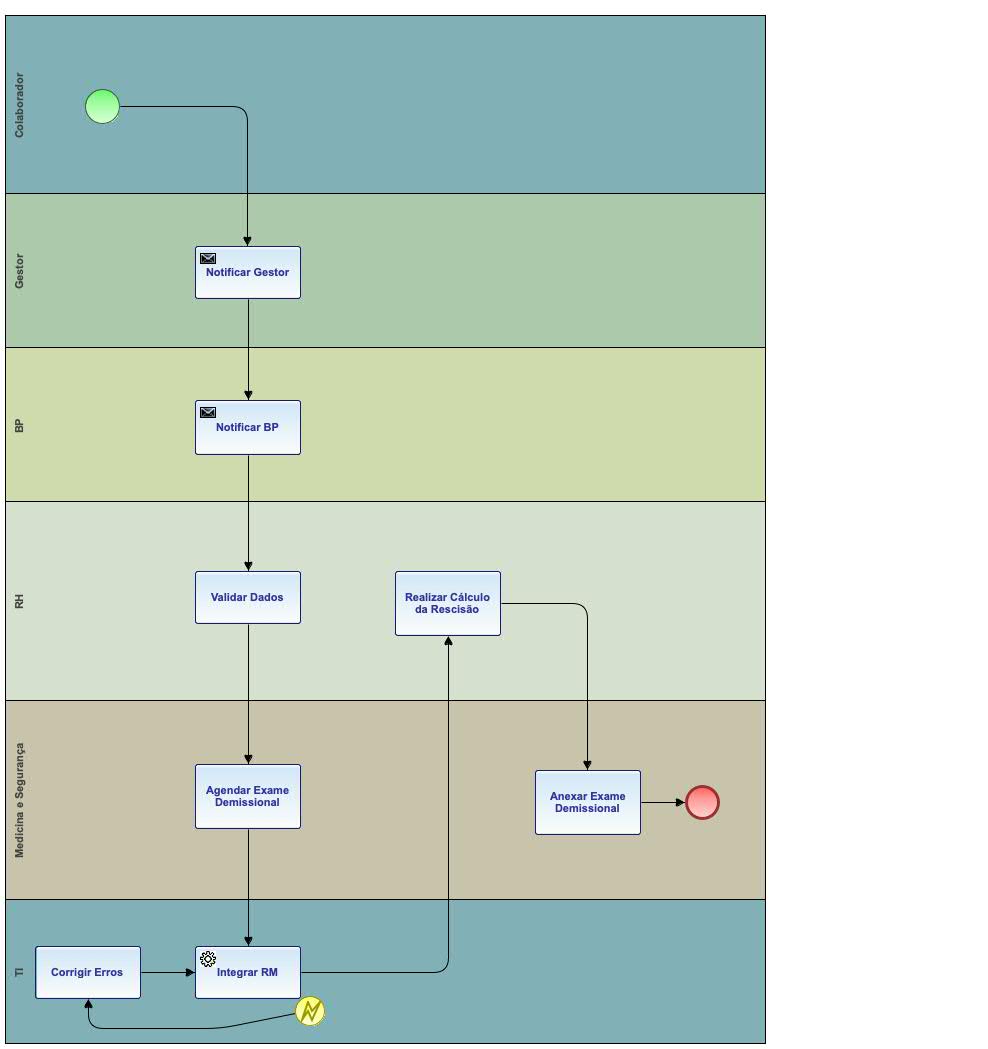 Colaborador
Gestor
Notificar Gestor
BP
Notificar BP
RH
Validar Dados
Realizar Cálculo
da Rescisão
Medicina e Segurança
Agendar Exame
Demissional
Anexar Exame
Demissional
TI
Corrigir Erros
Integrar RM